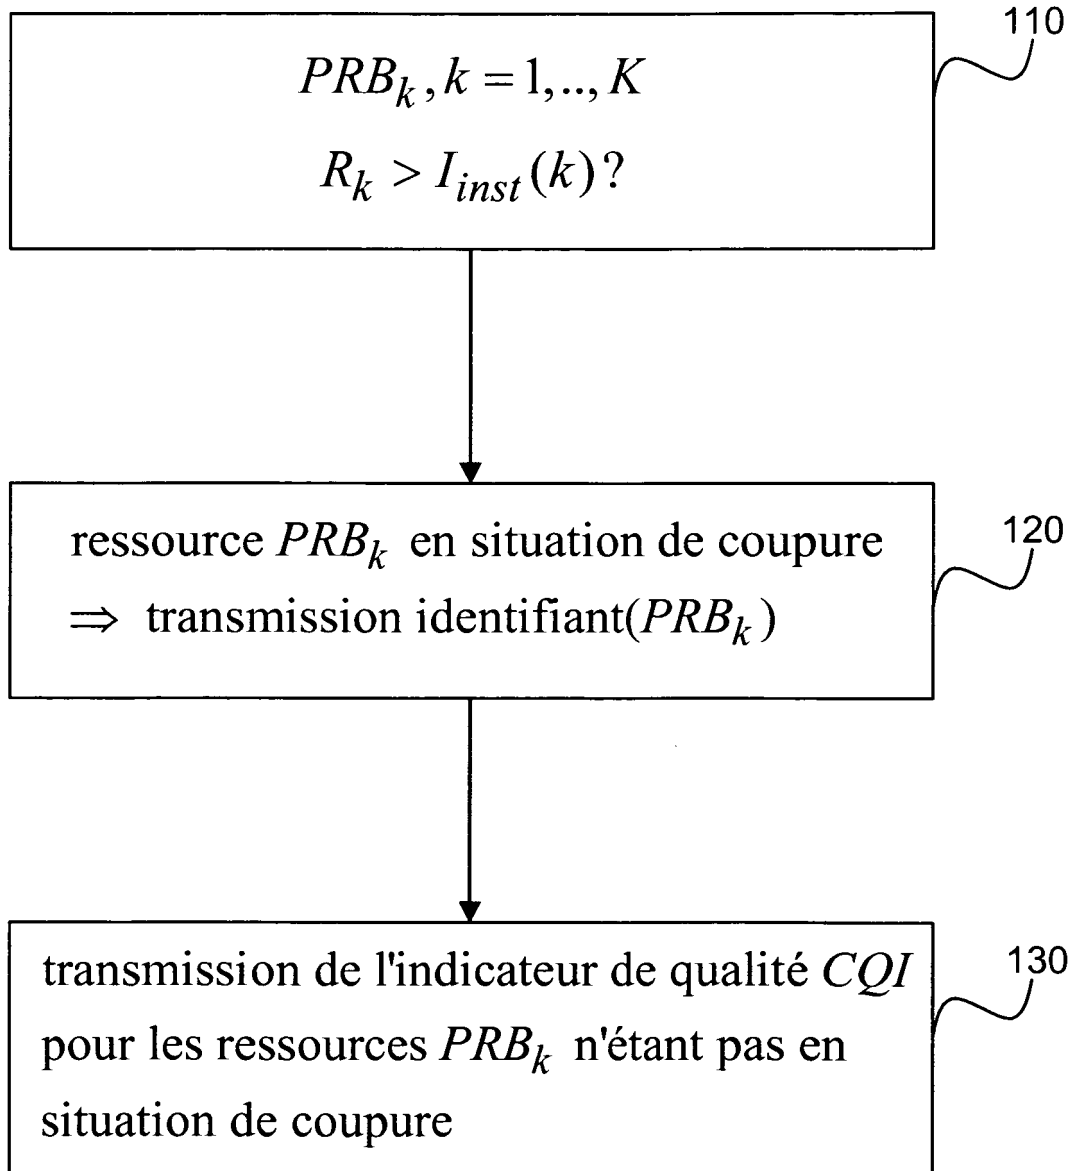 110
PRB_k, k = 1,.., K
R_k > I_inst(k)?
ressource PRB_k en situation de coupure
120
⇒ transmission identifiant(PRB_k)
transmission de l'indicateur de qualité CQI
130
pour les ressources PRB_k n'étant pas en
situation de coupure